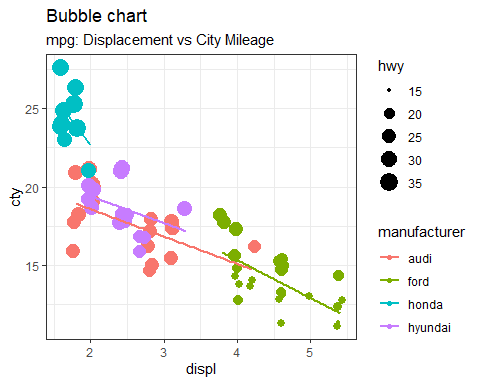 Bubble chart
mpg: Displacement vs City Mileage
cty
25
20
15
2
3
4
5
displ
hwy
15
20
25
30
35
manufacturer
audi
ford
honda
hyundai